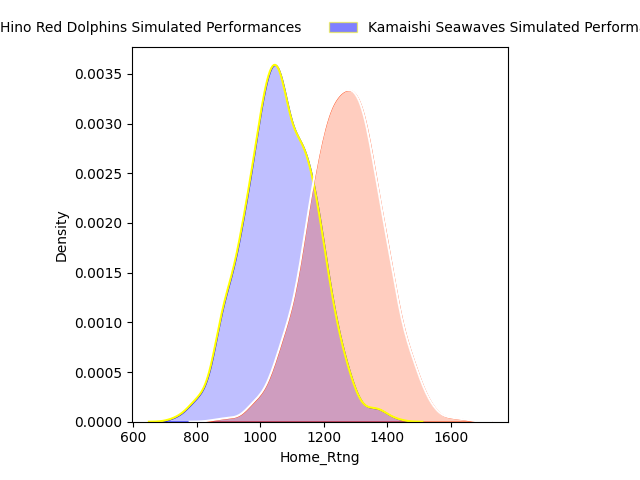 Hino Red Dolphins Simulated Performances Kamaishi Seawaves Simulated Perform
0.0035
0.0030
0.0025
0.0020
0.0015
0.0010
0.0005
0.0000
Density
600 800 1000 1200 1400 1600
Home_Rtng